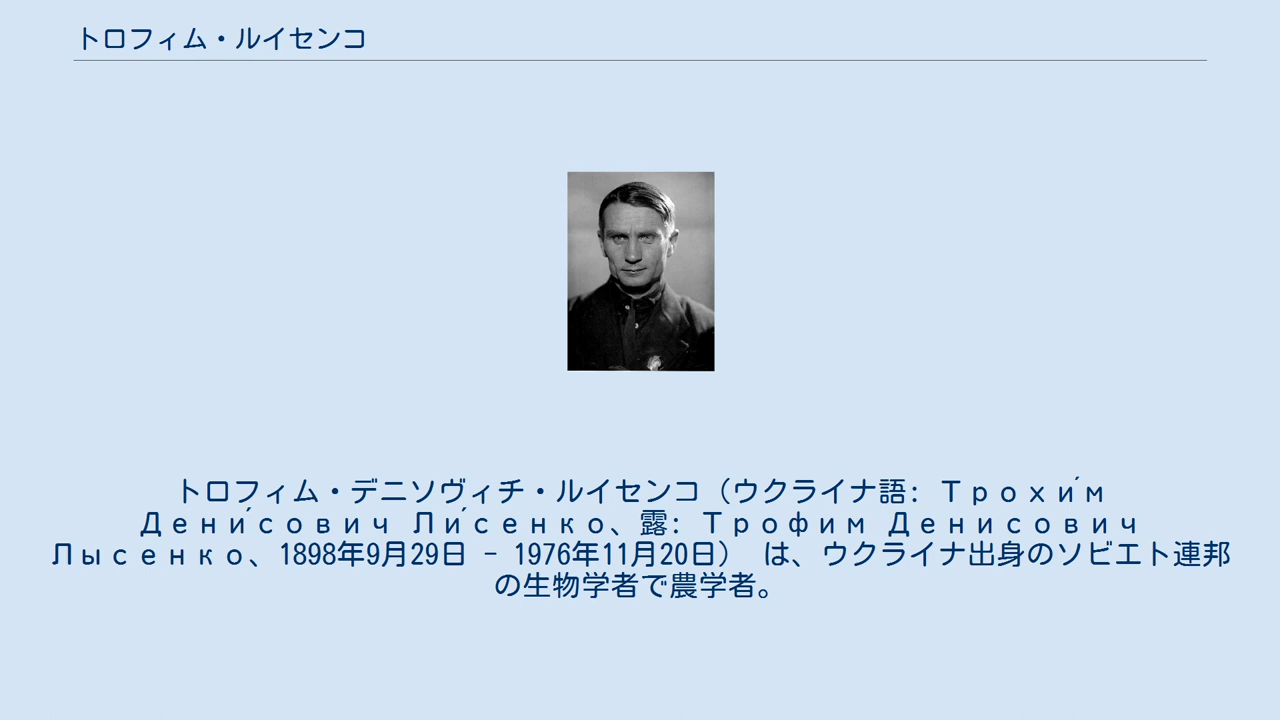 トロフィム・ルイセンコ
トロフィム・デニソヴィチ・ルイセンコ（ウクライナ語: Трохи́м
Дени́сович Ли́сенко、露: Трофим Денисович
Лысенко、1898年9月29日 - 1976年11月20日） は、ウクライナ出身のソビエト連邦
の生物学者で農学者。